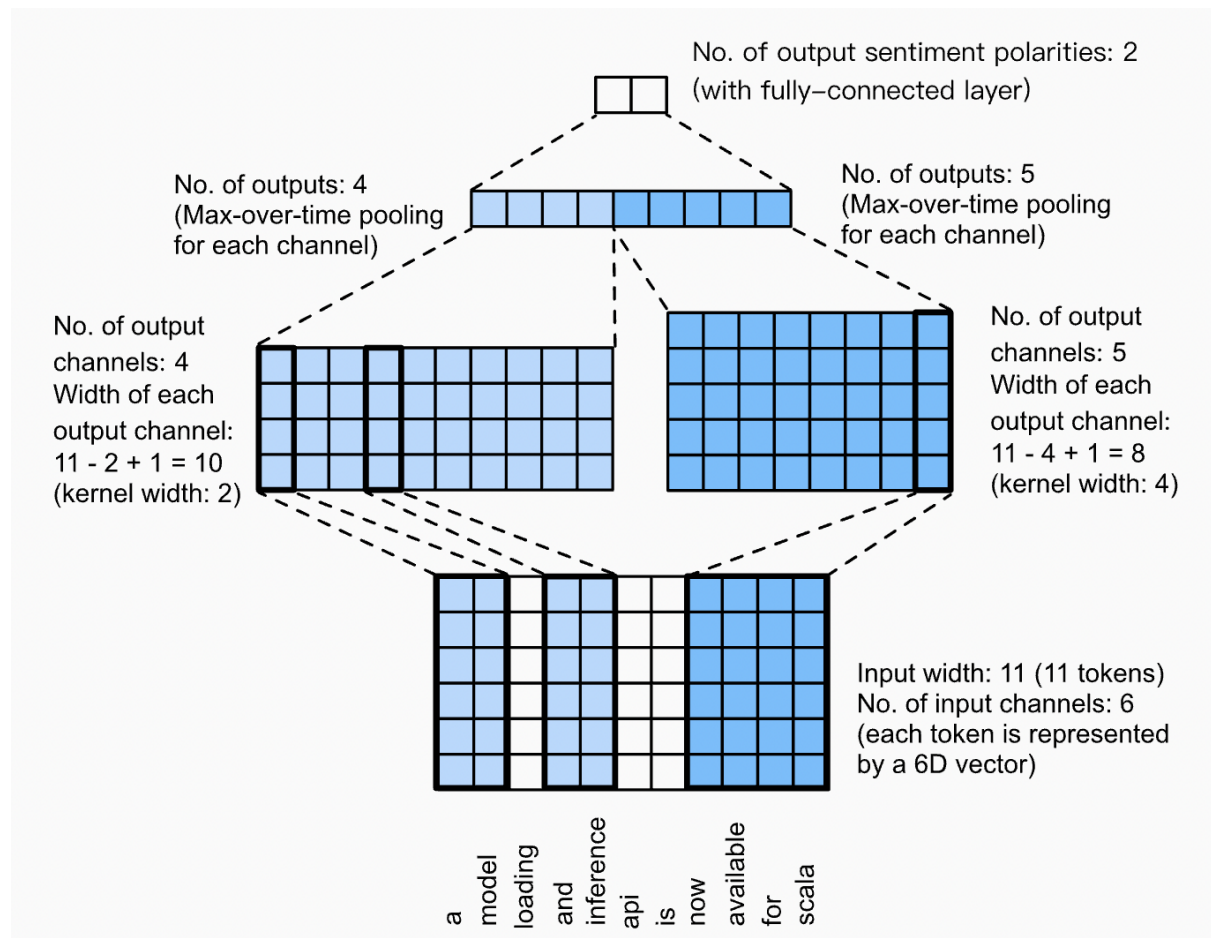 No. of output sentiment polarities: 2
(with fully–connected layer)
No. of outputs: 4
(Max-over-time pooling
for each channel)
No. of outputs: 5
(Max-over-time pooling
for each channel)
No. of output
channels: 4
Width of each
output channel:
11 - 2 + 1 = 10
(kernel width: 2)
No. of output
channels: 5
Width of each
output channel:
11 - 4 + 1 = 8
(kernel width: 4)
Input width: 11 (11 tokens)
No. of input channels: 6
(each token is represented
by a 6D vector)
a
model
loading
and
inference
api
is
now
available
for
scala